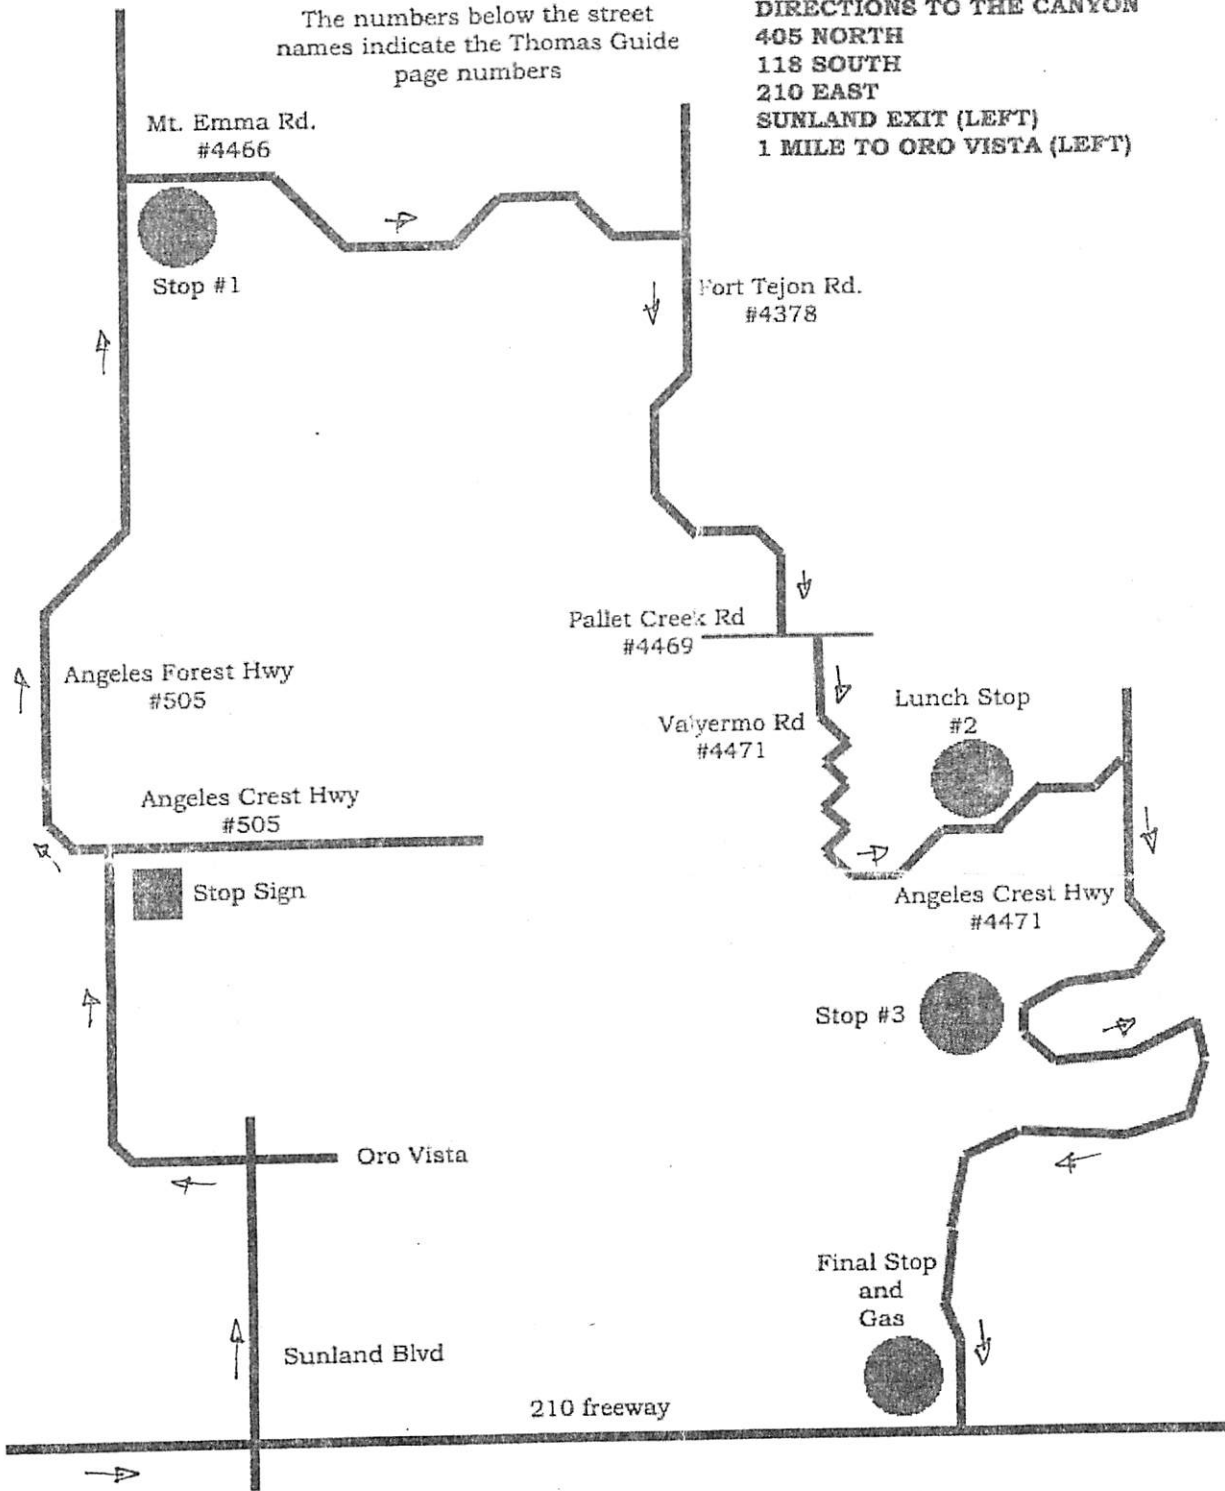 The numbers below the street
names indicate the Thomas Guide
page numbers
DIRECTIONS TO THE CANYON
405 NORTH
118 SOUTH
210 EAST
SUNLAND EXIT (LEFT)
1 MILE TO ORO VISTA (LEFT)
Mt. Emma Rd.
#4466
Stop #1
Fort Tejon Rd.
#4378
Pallet Creek Rd
#4469
Angeles Forest Hwy
#505
Valyermo Rd
#4471
Lunch Stop
#2
Angeles Crest Hwy
#505
Stop Sign
Angeles Crest Hwy
#4471
Stop #3
Oro Vista
Final Stop
and
Gas
Sunland Blvd
210 freeway